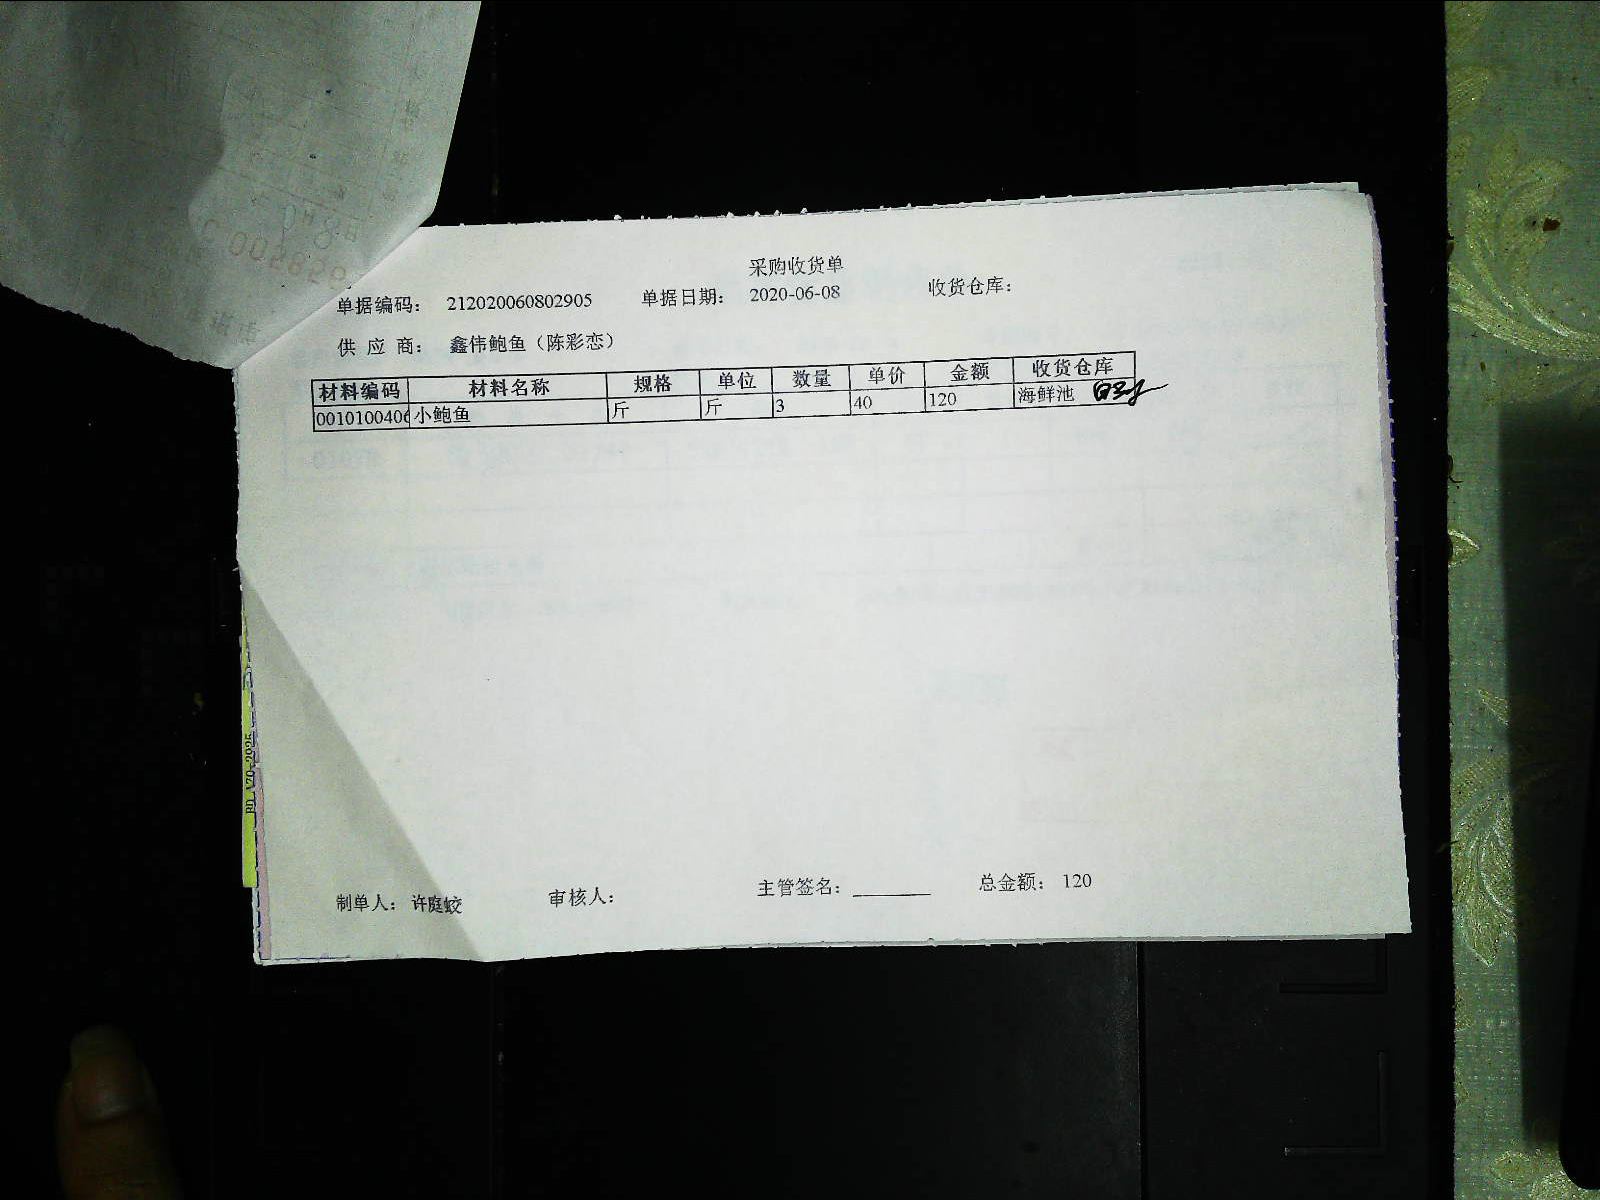 采购收货单
单据编码： 212020060802905 单据日期： 2020-06-08 收货仓库：
供 应 商： 鑫伟鲍鱼（陈彩恋）
材料编码 材料名称 规格 单位 数量 单价 金额 收货仓库
0010100406 小鲍鱼 斤 斤 3 40 120 海鲜池
制单人： 许庭蛟 审核人： 主管签名： 总金额： 120